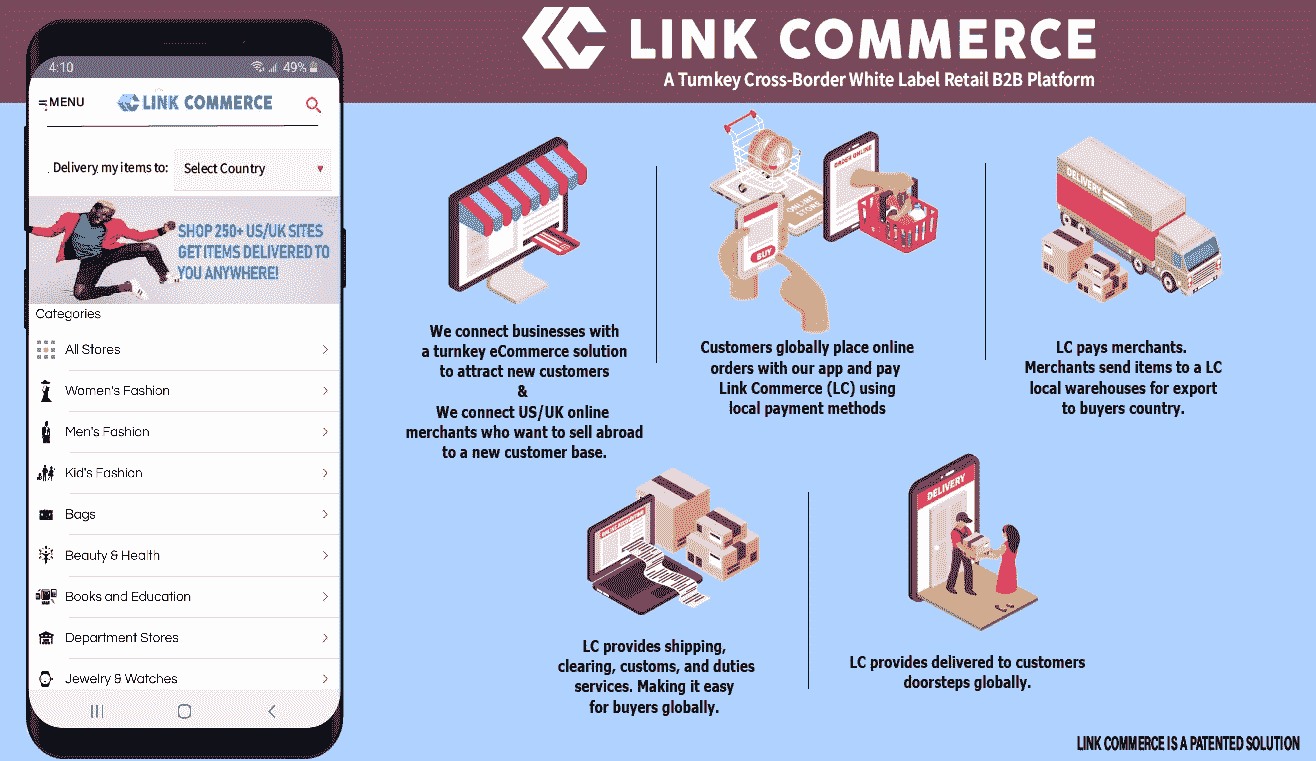 LINK COMMERCE
A Turnkey Cross-Border White Label Retail B2B Platform
4:10
49%
MENU
LINK COMMERCE
Delivery my items to:
Select Country
SHOP 250+ US/UK SITES
GET ITEMS DELIVERED TO
YOU ANYWHERE!
Categories
All Stores
Women's Fashion
Men's Fashion
Kid's Fashion
Bags
Beauty & Health
Books and Education
Department Stores
Jewelry & Watches
We connect businesses with
a turnkey eCommerce solution
to attract new customers
&
We connect US/UK online
merchants who want to sell abroad
to a new customer base.
ORDER ONLINE
ONLINE
STORE
BUY
Customers globally place online
orders with our app and pay
Link Commerce (LC) using
local payment methods
DELIVERY
LC pays merchants.
Merchants send items to a LC
local warehouses for export
to buyers country.
LC provides shipping,
clearing, customs, and duties
services. Making it easy
for buyers globally.
DELIVERY
LC provides delivered to customers
doorsteps globally.
LINK COMMERCE IS A PATENTED SOLUTION